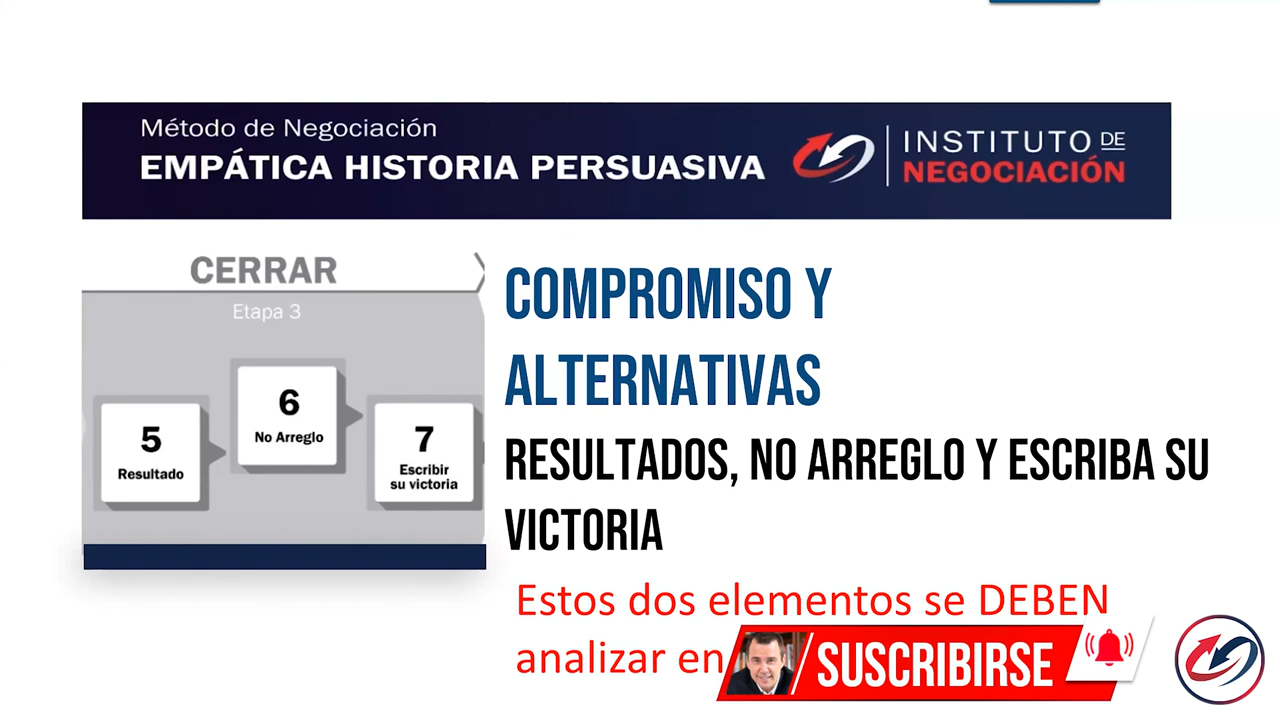 Método de Negociación
EMPÁTICA HISTORIA PERSUASIVA
INSTITUTO DE
NEGOCIACIÓN
CERRAR
Etapa 3
5
Resultado
6
No Arreglo
7
Escribir
su victoria
COMPROMISO Y
ALTERNATIVAS
RESULTADOS, NO ARREGLO Y ESCRIBA SU
VICTORIA
Estos dos elementos se DEBEN
analizar en
SUSCRIBIRSE